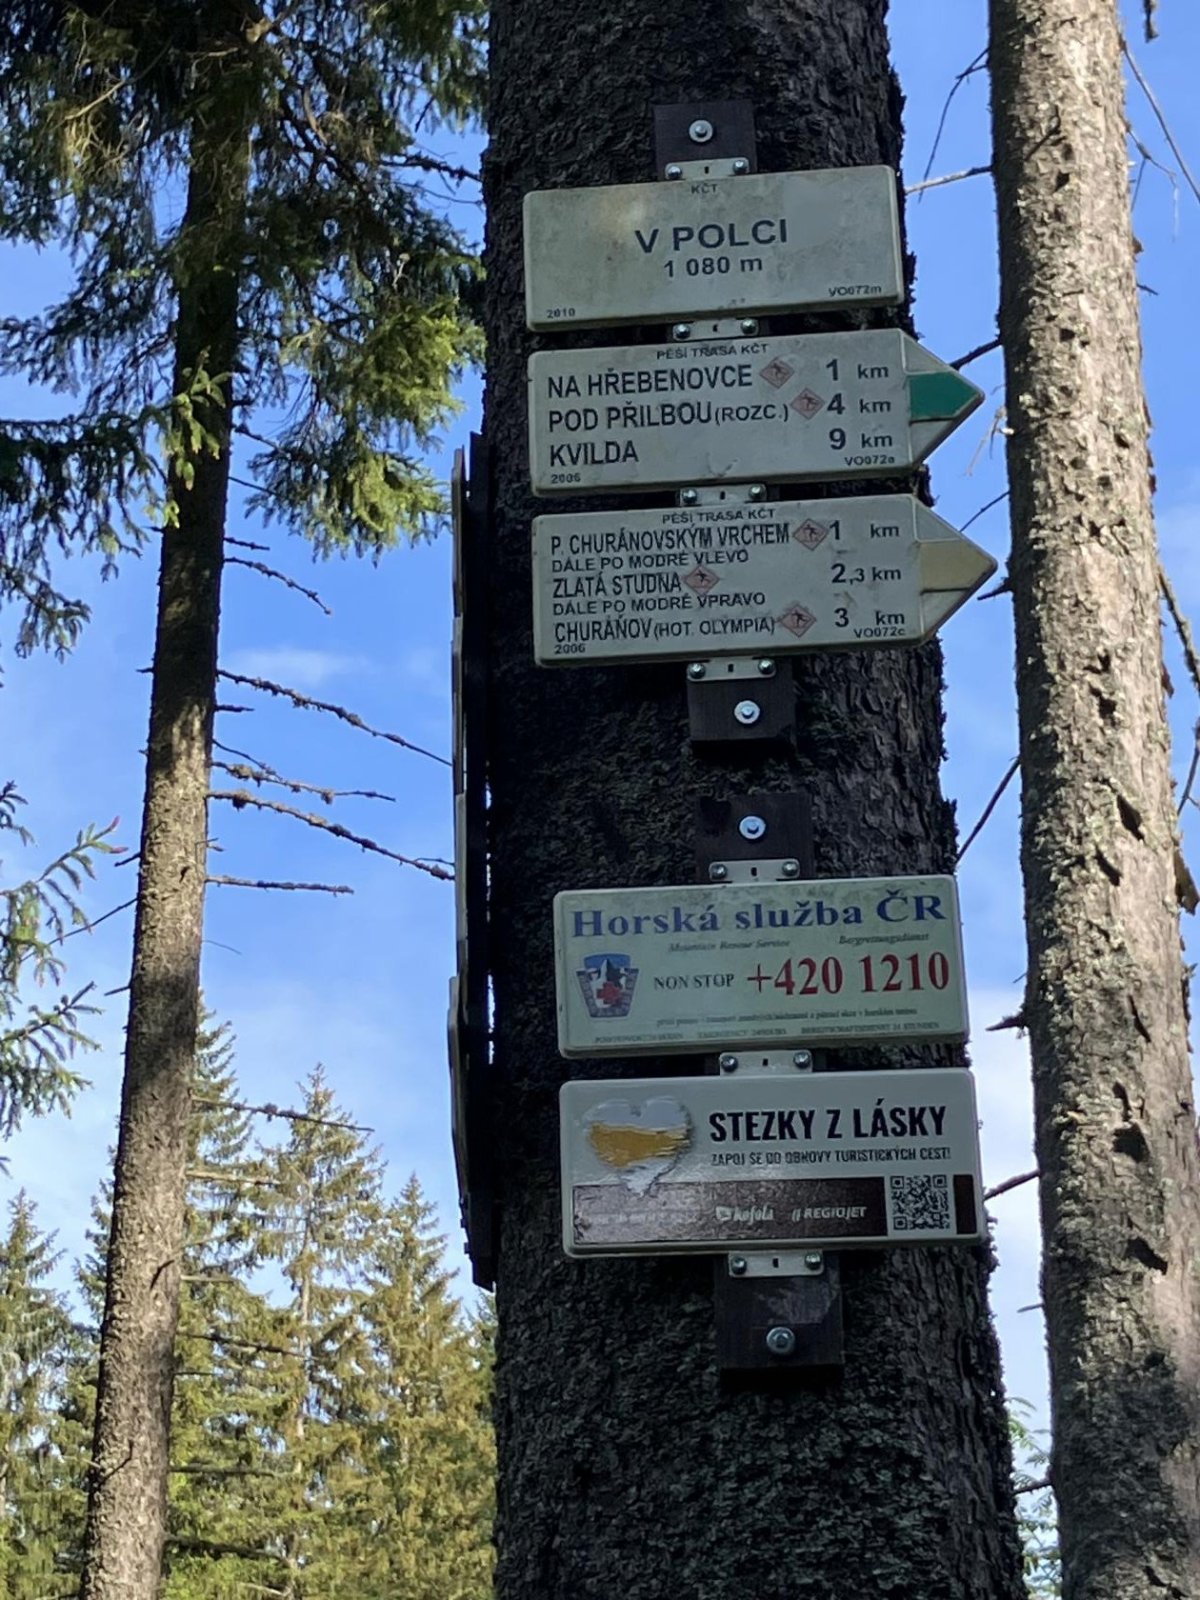 KČT
V POLCI
1 080 m
2010 VO072m
PĚŠÍ TRASA KČT
NA HŘEBENOVCE 1 km
POD PŘILBOU (ROZC.) 4 km
KVILDA 9 km
2006 VO072a
PĚŠÍ TRASA KČT
P. CHURÁŇOVSKÝM VRCHEM 1 km
DÁLE PO MODRÉ VLEVO
ZLATÁ STUDNA 2,3 km
DÁLE PO MODRÉ VPRAVO
CHURÁŇOV (HOT. OLYMPIA) 3 km
2006 VO072c
Horská služba ČR
Mountain Rescue Service Bergrettungsdienst
NON STOP +420 1210
STEZKY Z LÁSKY
ZAPOJ SE DO OBNOVY TURISTICKÝCH CEST!
kofola REGIOJET